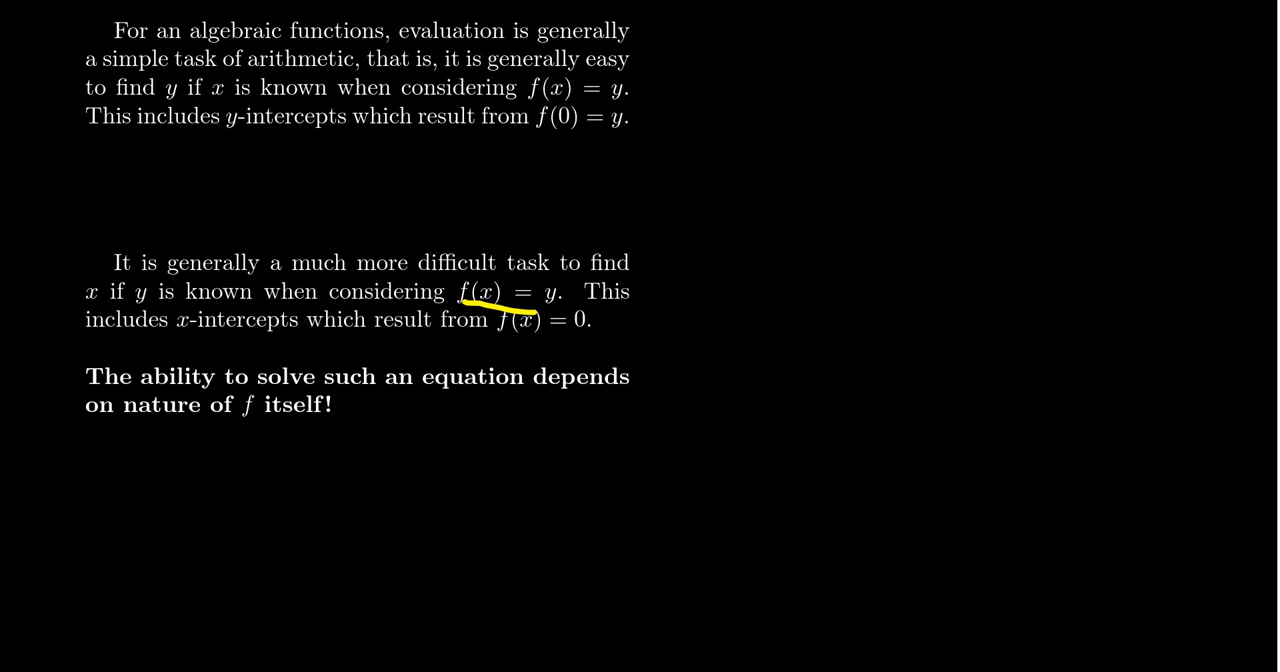 For an algebraic functions, evaluation is generally
a simple task of arithmetic, that is, it is generally easy
to find y if x is known when considering f(x) = y.
This includes y-intercepts which result from f(0) = y.
It is generally a much more difficult task to find
x if y is known when considering f(x) = y. This
includes x-intercepts which result from f(x) = 0.
The ability to solve such an equation depends
on nature of f itself!